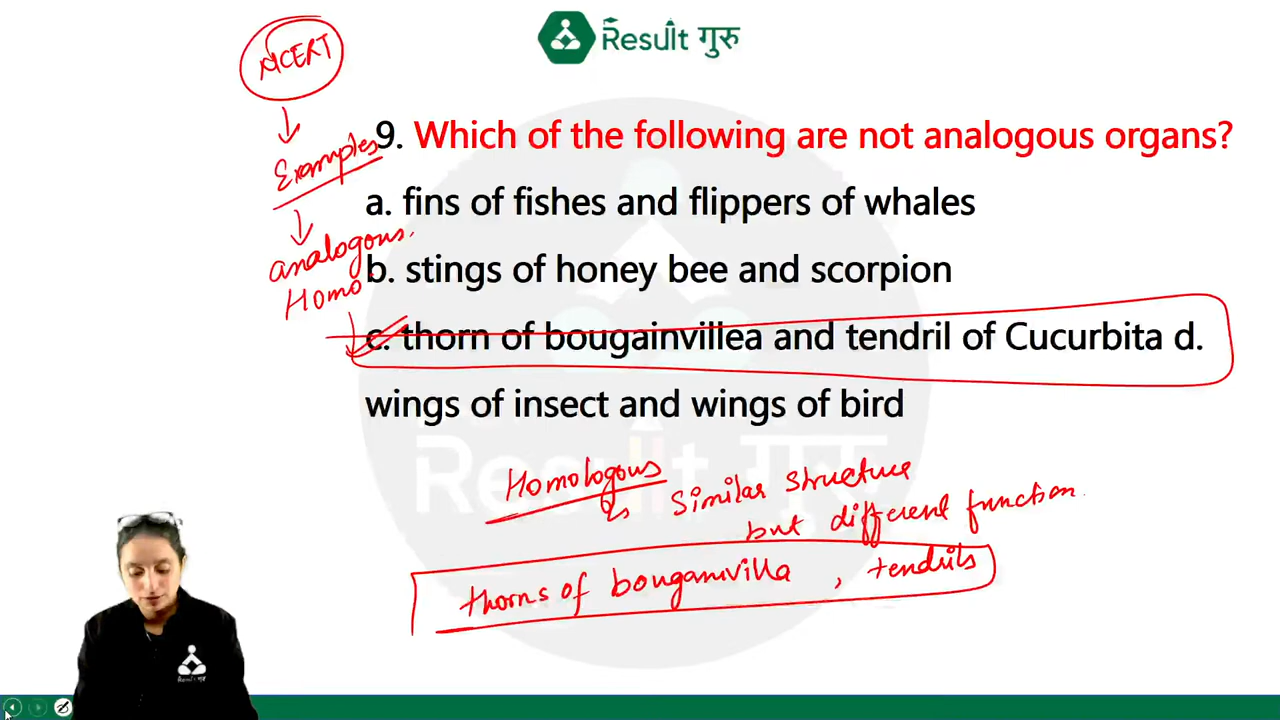 Result गुरु
NCERT
Examples
analogous.
Homo
9. Which of the following are not analogous organs?
a. fins of fishes and flippers of whales
b. stings of honey bee and scorpion
c. thorn of bougainvillea and tendril of Cucurbita d.
wings of insect and wings of bird
Homologous
Similar structure
but different function.
thorns of bouganvilla , tendrils
Result गुरु